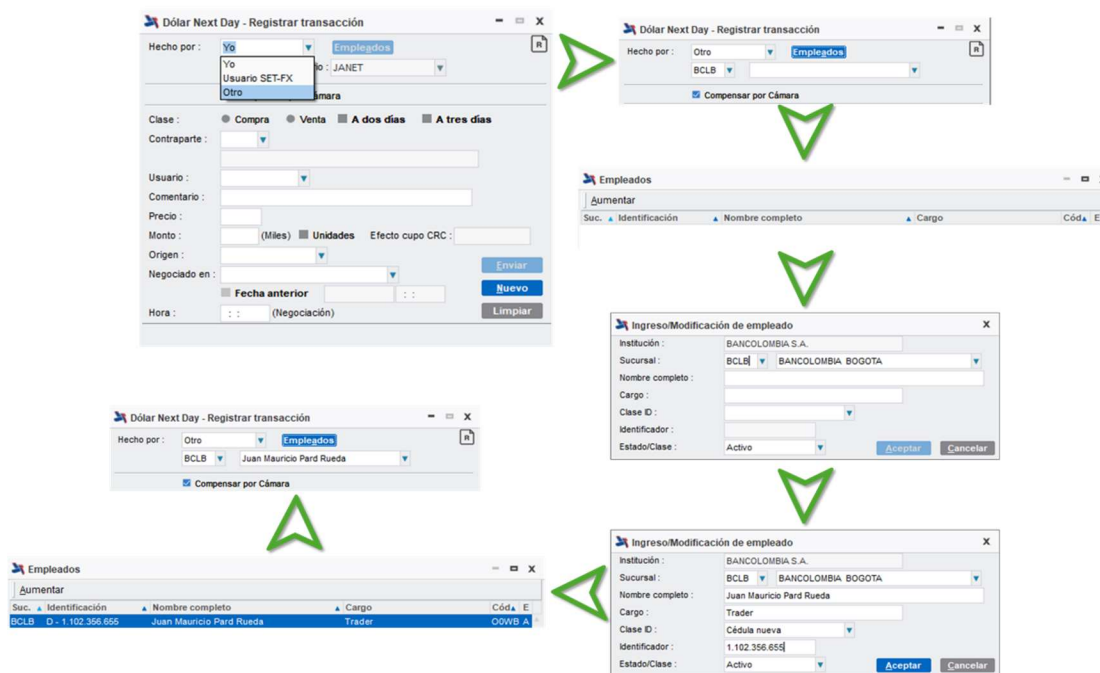 Dólar Next Day - Registrar transacción
Hecho por : Yo Empleados
Yo
Usuario SET-FX
Otro
: JANET
Clase : Compra Venta A dos días A tres días
Contraparte :
Usuario :
Comentario :
Precio :
Monto : (Miles) Unidades Efecto cupo CRC :
Origen :
Enviar
Negociado en :
Nuevo
Fecha anterior : :
Hora : : : (Negociación) Limpiar
Dólar Next Day - Registrar transacción
Hecho por : Otro Empleados
BCLB
Compensar por Cámara
Empleados
Aumentar
Suc. Identificación Nombre completo Cargo Cód E
Ingreso/Modificación de empleado
Institución : BANCOLOMBIA S.A.
Sucursal : BCLB BANCOLOMBIA BOGOTA
Nombre completo :
Cargo :
Clase ID :
Identificador :
Estado/Clase : Activo Aceptar Cancelar
Ingreso/Modificación de empleado
Institución : BANCOLOMBIA S.A.
Sucursal : BCLB BANCOLOMBIA BOGOTA
Nombre completo : Juan Mauricio Pard Rueda
Cargo : Trader
Clase ID : Cédula nueva
Identificador : 1.102.356.655
Estado/Clase : Activo Aceptar Cancelar
Empleados
Aumentar
Suc. Identificación Nombre completo Cargo Cód E
BCLB D - 1.102.356.655 Juan Mauricio Pard Rueda Trader O0WB A
Dólar Next Day - Registrar transacción
Hecho por : Otro Empleados
BCLB Juan Mauricio Pard Rueda
Compensar por Cámara